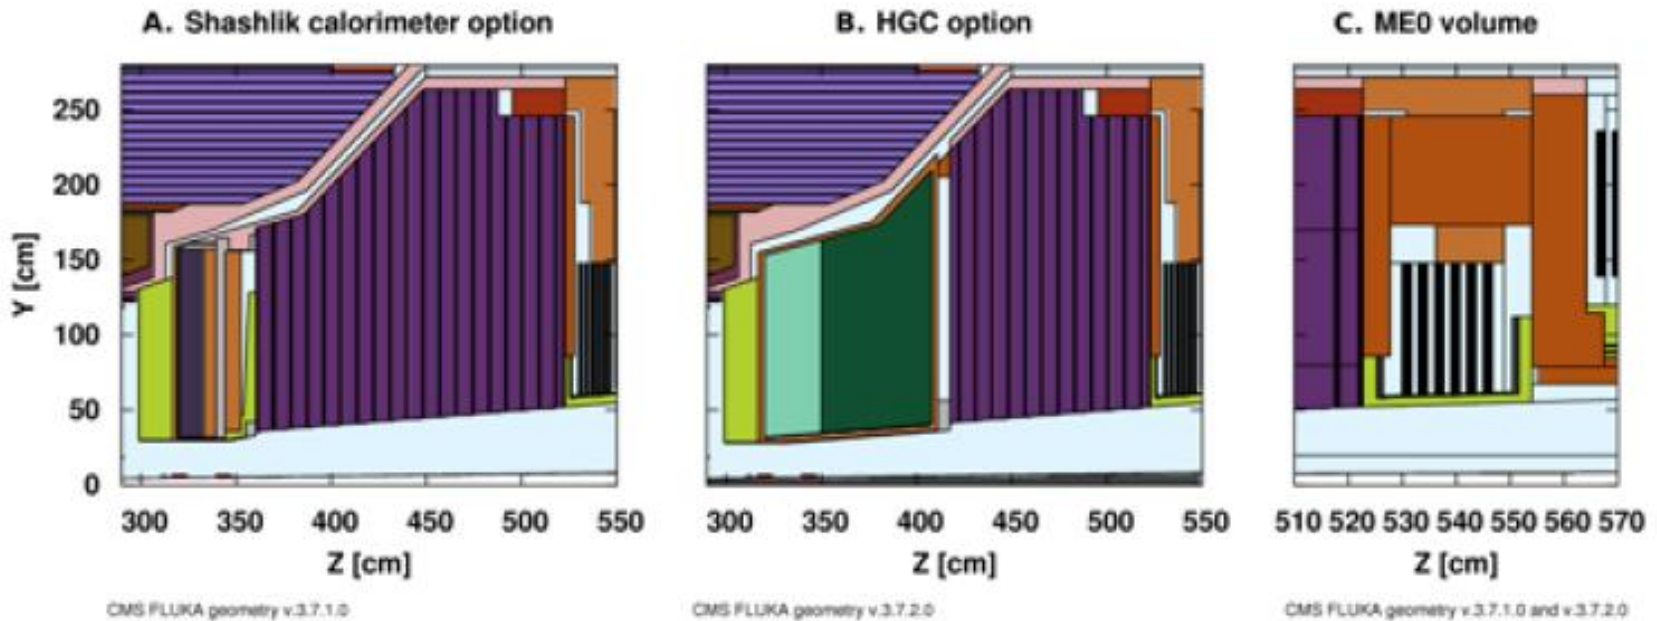 A. Shashlik calorimeter option
B. HGC option
C. ME0 volume
Y [cm]
250
200
150
100
50
0
300 350 400 450 500 550
300 350 400 450 500 550
510 520 530 540 550 560 570
Z [cm]
Z [cm]
Z [cm]
CMS FLUKA geometry v.3.7.1.0
CMS FLUKA geometry v.3.7.2.0
CMS FLUKA geometry v.3.7.1.0 and v.3.7.2.0